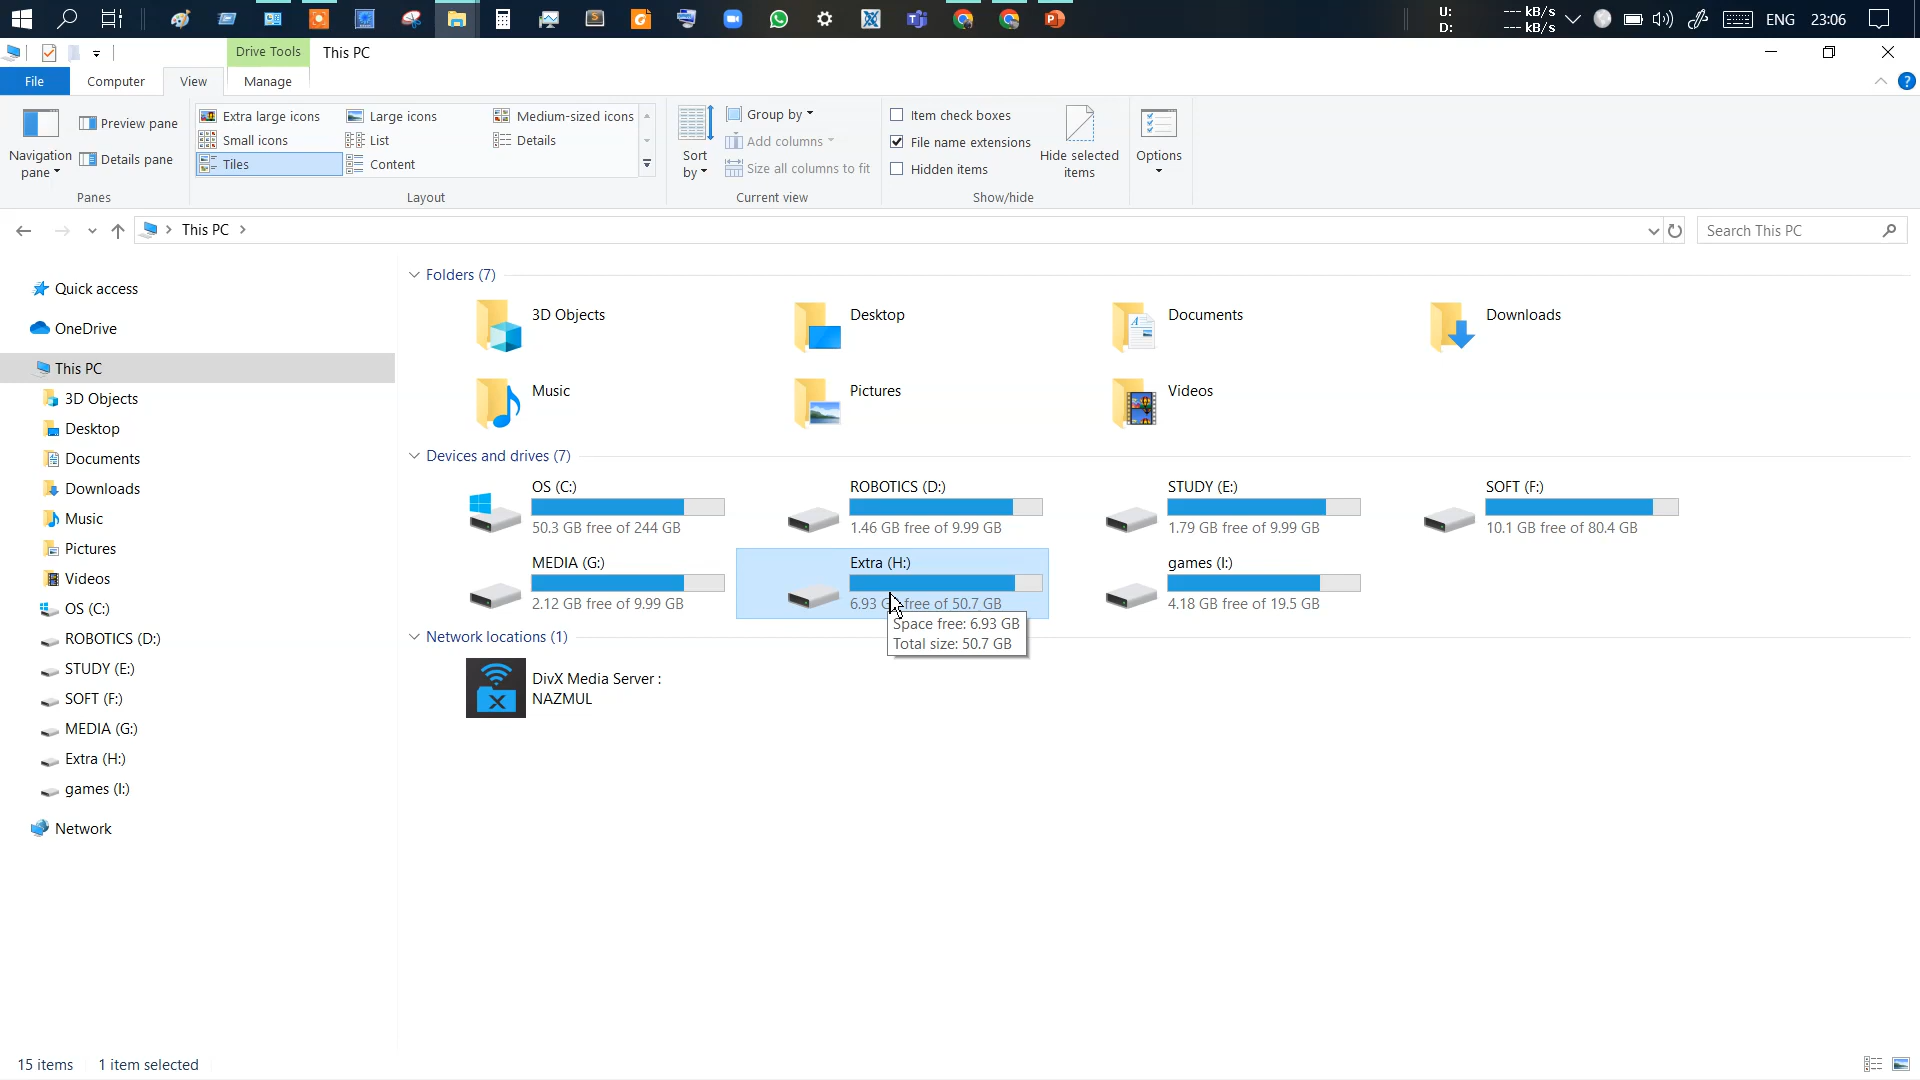 U: --- kB/s
D: --- kB/s
ENG 23:06
Drive Tools This PC
File Computer View Manage
Navigation pane
Preview pane
Details pane
Panes
Extra large icons Large icons Medium-sized icons
Small icons List Details
Tiles Content
Layout
Sort by
Group by
Add columns
Size all columns to fit
Current view
Item check boxes
File name extensions
Hidden items
Hide selected items
Show/hide
Options
This PC
Search This PC
Quick access
OneDrive
This PC
3D Objects
Desktop
Documents
Downloads
Music
Pictures
Videos
OS (C:)
ROBOTICS (D:)
STUDY (E:)
SOFT (F:)
MEDIA (G:)
Extra (H:)
games (I:)
Network
Folders (7)
3D Objects Desktop Documents Downloads
Music Pictures Videos
Devices and drives (7)
OS (C:) ROBOTICS (D:) STUDY (E:) SOFT (F:)
50.3 GB free of 244 GB 1.46 GB free of 9.99 GB 1.79 GB free of 9.99 GB 10.1 GB free of 80.4 GB
MEDIA (G:) Extra (H:) games (I:)
2.12 GB free of 9.99 GB 6.93 GB free of 50.7 GB 4.18 GB free of 19.5 GB
Space free: 6.93 GB
Total size: 50.7 GB
Network locations (1)
DivX Media Server :
NAZMUL
15 items 1 item selected